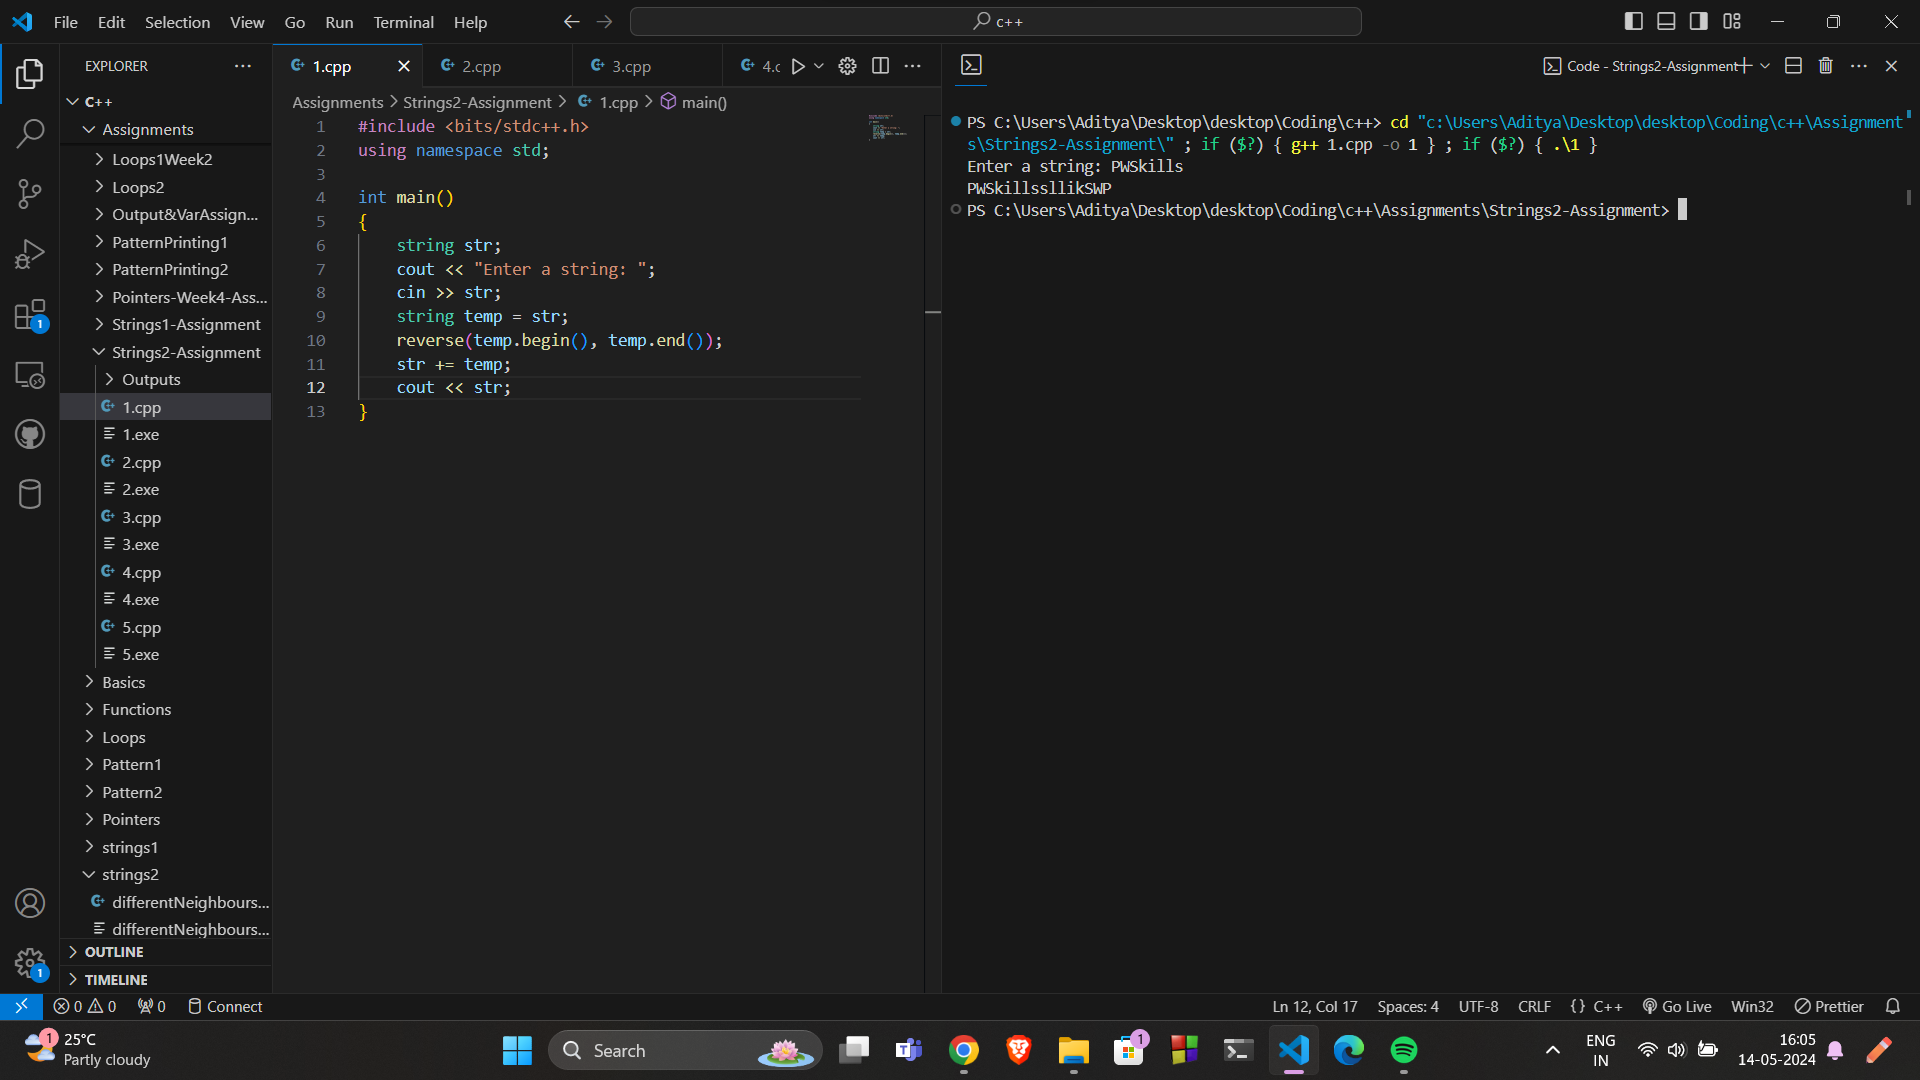 File Edit Selection View Go Run Terminal Help
c++
EXPLORER
C++
Assignments
Loops1Week2
Loops2
Output&VarAssign...
PatternPrinting1
PatternPrinting2
Pointers-Week4-Ass...
Strings1-Assignment
Strings2-Assignment
Outputs
1.cpp
1.exe
2.cpp
2.exe
3.cpp
3.exe
4.cpp
4.exe
5.cpp
5.exe
Basics
Functions
Loops
Pattern1
Pattern2
Pointers
strings1
strings2
differentNeighbours...
differentNeighbours...
OUTLINE
TIMELINE
1
1
1.cpp 2.cpp 3.cpp 4.c
Assignments > Strings2-Assignment > 1.cpp > main()
1 #include <bits/stdc++.h>
2 using namespace std;
3
4 int main()
5 {
6 string str;
7 cout << "Enter a string: ";
8 cin >> str;
9 string temp = str;
10 reverse(temp.begin(), temp.end());
11 str += temp;
12 cout << str;
13 }
Code - Strings2-Assignment
PS C:\Users\Aditya\Desktop\desktop\Coding\c++> cd "c:\Users\Aditya\Desktop\desktop\Coding\c++\Assignment
s\Strings2-Assignment\" ; if ($?) { g++ 1.cpp -o 1 } ; if ($?) { .\1 }
Enter a string: PWSkills
PWSkillssllikSWP
PS C:\Users\Aditya\Desktop\desktop\Coding\c++\Assignments\Strings2-Assignment>
0 0 0 Connect
Ln 12, Col 17 Spaces: 4 UTF-8 CRLF {} C++ Go Live Win32 Prettier
1
25°C
Partly cloudy
Search
1
ENG
IN
16:05
14-05-2024